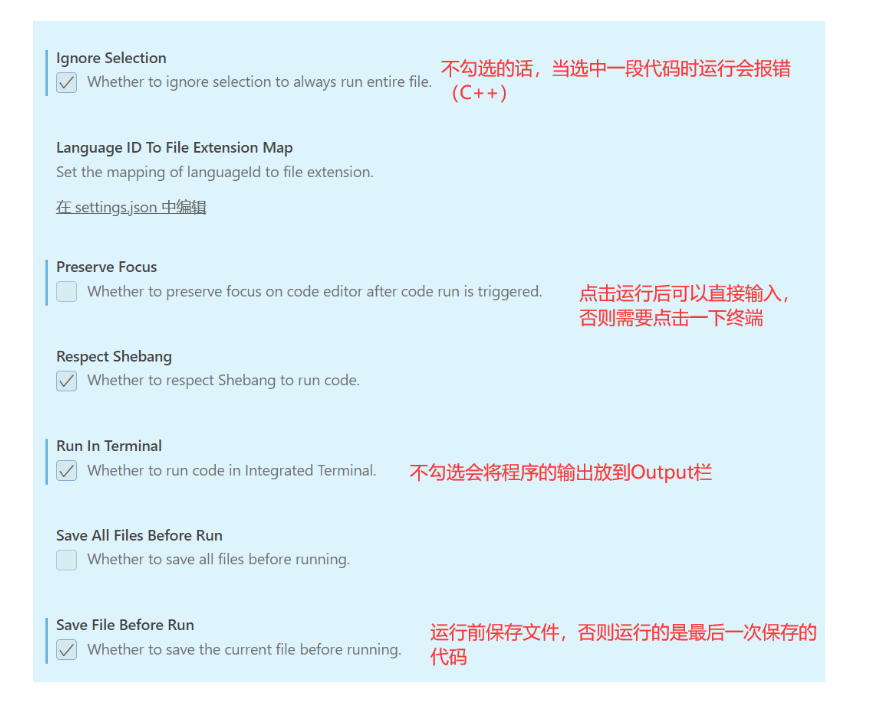 Ignore Selection
Whether to ignore selection to always run entire file.
不勾选的话，当选中一段代码时运行会报错
（C++）
Language ID To File Extension Map
Set the mapping of languageId to file extension.
在 settings.json 中编辑
Preserve Focus
Whether to preserve focus on code editor after code run is triggered.
点击运行后可以直接输入，
否则需要点击一下终端
Respect Shebang
Whether to respect Shebang to run code.
Run In Terminal
Whether to run code in Integrated Terminal.
不勾选会将程序的输出放到Output栏
Save All Files Before Run
Whether to save all files before running.
Save File Before Run
Whether to save the current file before running.
运行前保存文件，否则运行的是最后一次保存的
代码